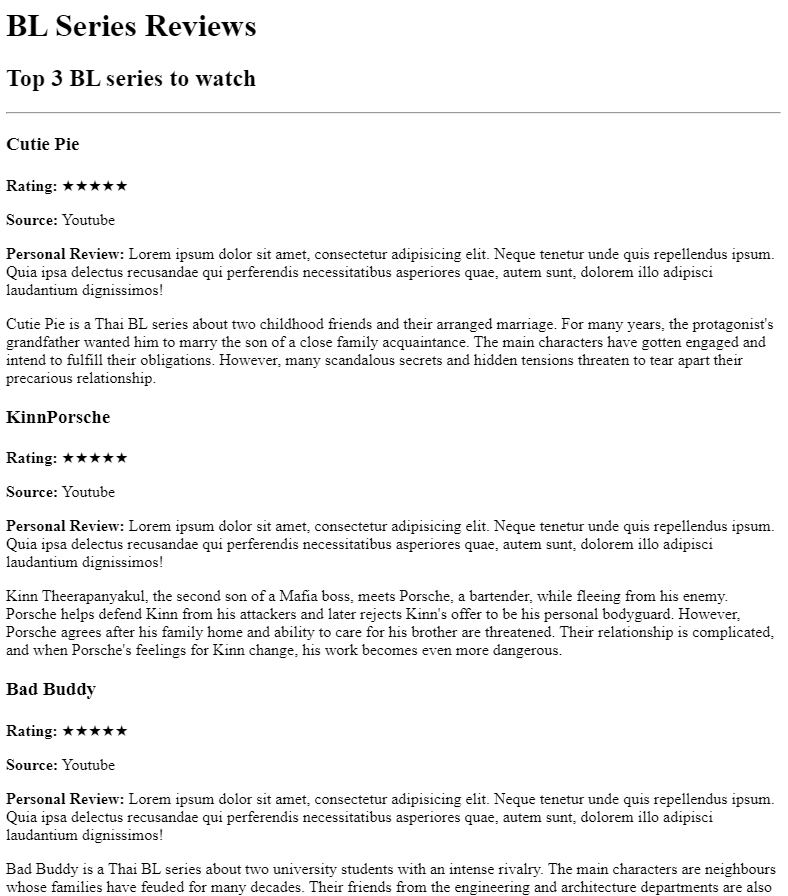 BL Series Reviews
Top 3 BL series to watch
Cutie Pie
Rating: ★★★★★
Source: Youtube
Personal Review: Lorem ipsum dolor sit amet, consectetur adipisicing elit. Neque tenetur unde quis repellendus ipsum.
Quia ipsa delectus recusandae qui perferendis necessitatibus asperiores quae, autem sunt, dolorem illo adipisci
laudantium dignissimos!
Cutie Pie is a Thai BL series about two childhood friends and their arranged marriage. For many years, the protagonist's
grandfather wanted him to marry the son of a close family acquaintance. The main characters have gotten engaged and
intend to fulfill their obligations. However, many scandalous secrets and hidden tensions threaten to tear apart their
precarious relationship.
KinnPorsche
Rating: ★★★★★
Source: Youtube
Personal Review: Lorem ipsum dolor sit amet, consectetur adipisicing elit. Neque tenetur unde quis repellendus ipsum.
Quia ipsa delectus recusandae qui perferendis necessitatibus asperiores quae, autem sunt, dolorem illo adipisci
laudantium dignissimos!
Kinn Theerapanyakul, the second son of a Mafia boss, meets Porsche, a bartender, while fleeing from his enemy.
Porsche helps defend Kinn from his attackers and later rejects Kinn's offer to be his personal bodyguard. However,
Porsche agrees after his family home and ability to care for his brother are threatened. Their relationship is complicated,
and when Porsche's feelings for Kinn change, his work becomes even more dangerous.
Bad Buddy
Rating: ★★★★★
Source: Youtube
Personal Review: Lorem ipsum dolor sit amet, consectetur adipisicing elit. Neque tenetur unde quis repellendus ipsum.
Quia ipsa delectus recusandae qui perferendis necessitatibus asperiores quae, autem sunt, dolorem illo adipisci
laudantium dignissimos!
Bad Buddy is a Thai BL series about two university students with an intense rivalry. The main characters are neighbours
whose families have feuded for many decades. Their friends from the engineering and architecture departments are also